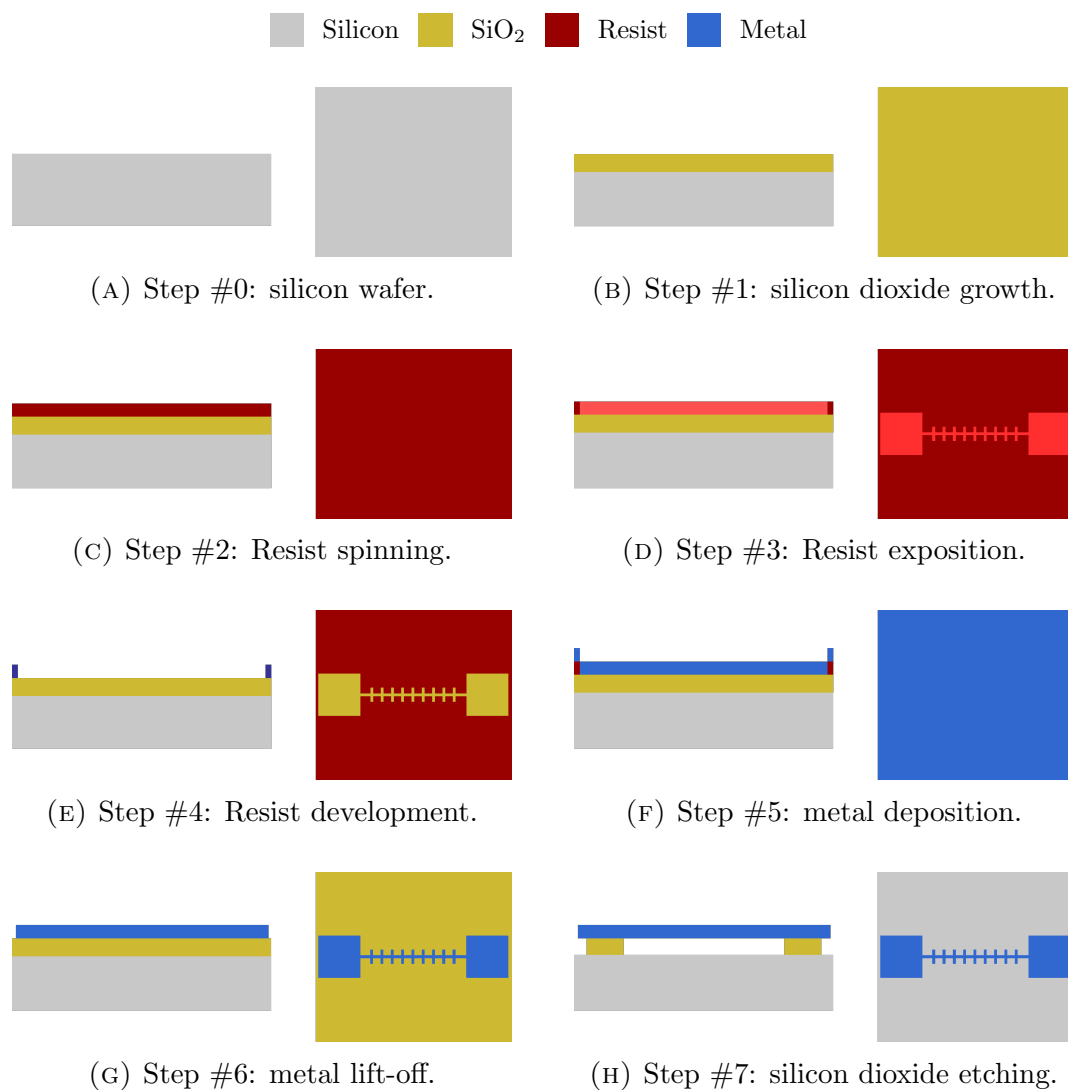 Silicon SiO₂ Resist Metal
(A) Step #0: silicon wafer.
(B) Step #1: silicon dioxide growth.
(C) Step #2: Resist spinning.
(D) Step #3: Resist exposition.
(E) Step #4: Resist development.
(F) Step #5: metal deposition.
(G) Step #6: metal lift-off.
(H) Step #7: silicon dioxide etching.